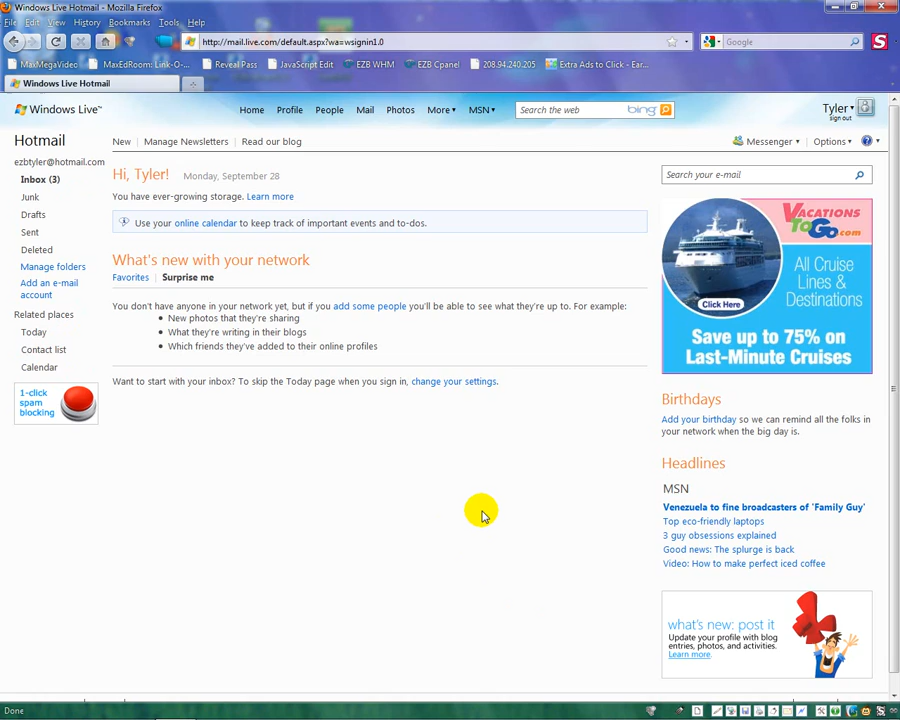 Windows Live Hotmail - Mozilla Firefox
File Edit View History Bookmarks Tools Help
http://mail.live.com/default.aspx?wa=wsignin1.0
Google
S
MaxMegaVideo MaxEdRoom: Link-O-... Reveal Pass JavaScript Edit EZB WHM EZB Cpanel 208.94.240.205 Extra Ads to Click - Ear...
Windows Live Hotmail
Windows Live™ Home Profile People Mail Photos More MSN Search the web bing Tyler
sign out
Hotmail New Manage Newsletters Read our blog Messenger Options ?
ezbtyler@hotmail.com
Inbox (3)
Junk
Drafts
Sent
Deleted
Manage folders
Add an e-mail
account
Related places
Today
Contact list
Calendar
1-click
spam
blocking
Hi, Tyler! Monday, September 28
You have ever-growing storage. Learn more
Use your online calendar to keep track of important events and to-dos.
What's new with your network
Favorites Surprise me
You don't have anyone in your network yet, but if you add some people you'll be able to see what they're up to. For example:
New photos that they're sharing
What they're writing in their blogs
Which friends they've added to their online profiles
Want to start with your inbox? To skip the Today page when you sign in, change your settings.
Search your e-mail
VACATIONS
TOGO.com
All Cruise
Lines &
Destinations
Click Here
Save up to 75% on
Last-Minute Cruises
Birthdays
Add your birthday so we can remind all the folks in
your network when the big day is.
Headlines
MSN
Venezuela to fine broadcasters of 'Family Guy'
Top eco-friendly laptops
3 guy obsessions explained
Good news: The splurge is back
Video: How to make perfect iced coffee
what's new: post it
Update your profile with blog
entries, photos, and activities.
Learn more.
Done